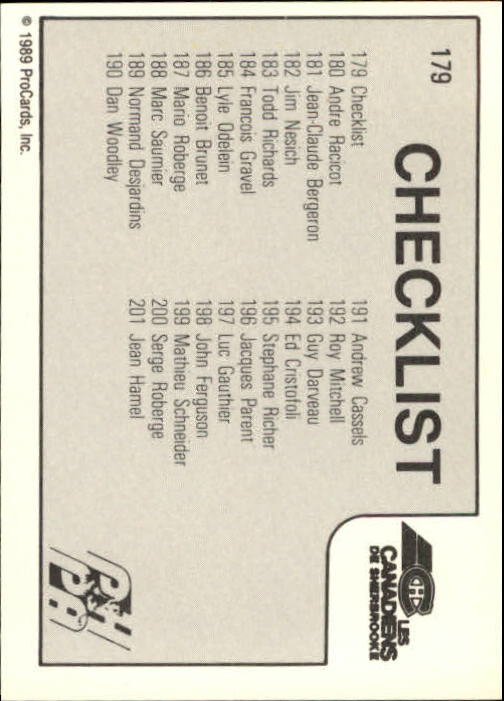 179
CHECKLIST
LES
CANADIENS
DE SHERBROOKE
179 Checklist
180 Andre Racicot
181 Jean-Claude Bergeron
182 Jim Nesich
183 Todd Richards
184 Francois Gravel
185 Lyle Odelein
186 Benoit Brunet
187 Mario Roberge
188 Marc Saumier
189 Normand Desjardins
190 Dan Woodley
191 Andrew Cassels
192 Roy Mitchell
193 Guy Darveau
194 Ed Cristofoli
195 Stephane Richer
196 Jacques Parent
197 Luc Gauthier
198 John Ferguson
199 Mathieu Schneider
200 Serge Roberge
201 Jean Hamel
© 1989 ProCards, Inc.